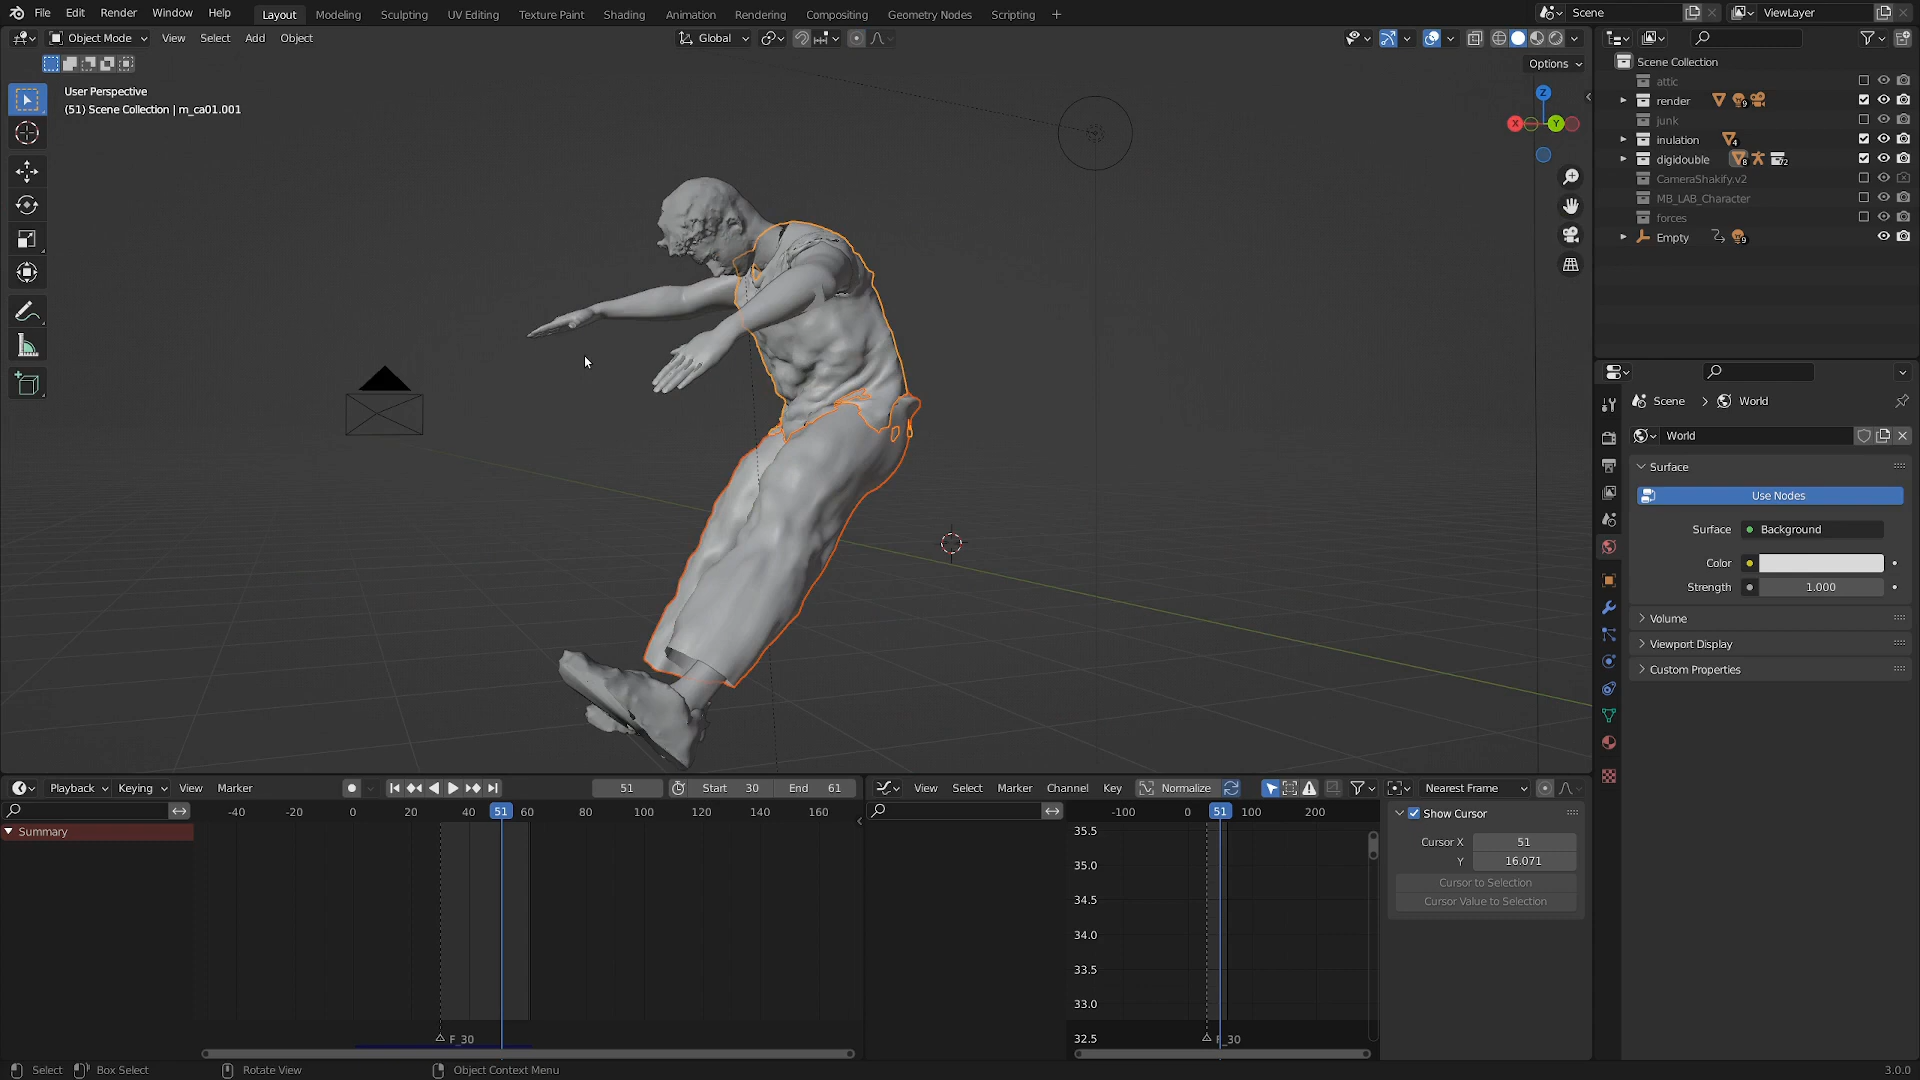 File Edit Render Window Help Layout Modeling Sculpting UV Editing Texture Paint Shading Animation Rendering Compositing Geometry Nodes Scripting + Scene ViewLayer
Object Mode View Select Add Object Global
Options
User Perspective
(51) Scene Collection | m_ca01.001
Z
X Y
Scene Collection
attic
render 9
junk
inulation 4
digidouble 8 72
CameraShakify.v2
MB_LAB_Character
forces
Empty 9
Scene > World
World
Surface
Use Nodes
Surface Background
Color
Strength 1.000
Volume
Viewport Display
Custom Properties
Playback Keying View Marker 51 Start 30 End 61
-40 -20 0 20 40 51 60 80 100 120 140 160
Summary
F_30
View Select Marker Channel Key Normalize Nearest Frame
-100 0 51 100 200
35.5
35.0
34.5
34.0
33.5
33.0
32.5
F_30
Show Cursor
Cursor X 51
Y 16.071
Cursor to Selection
Cursor Value to Selection
Select Box Select Rotate View Object Context Menu 3.0.0